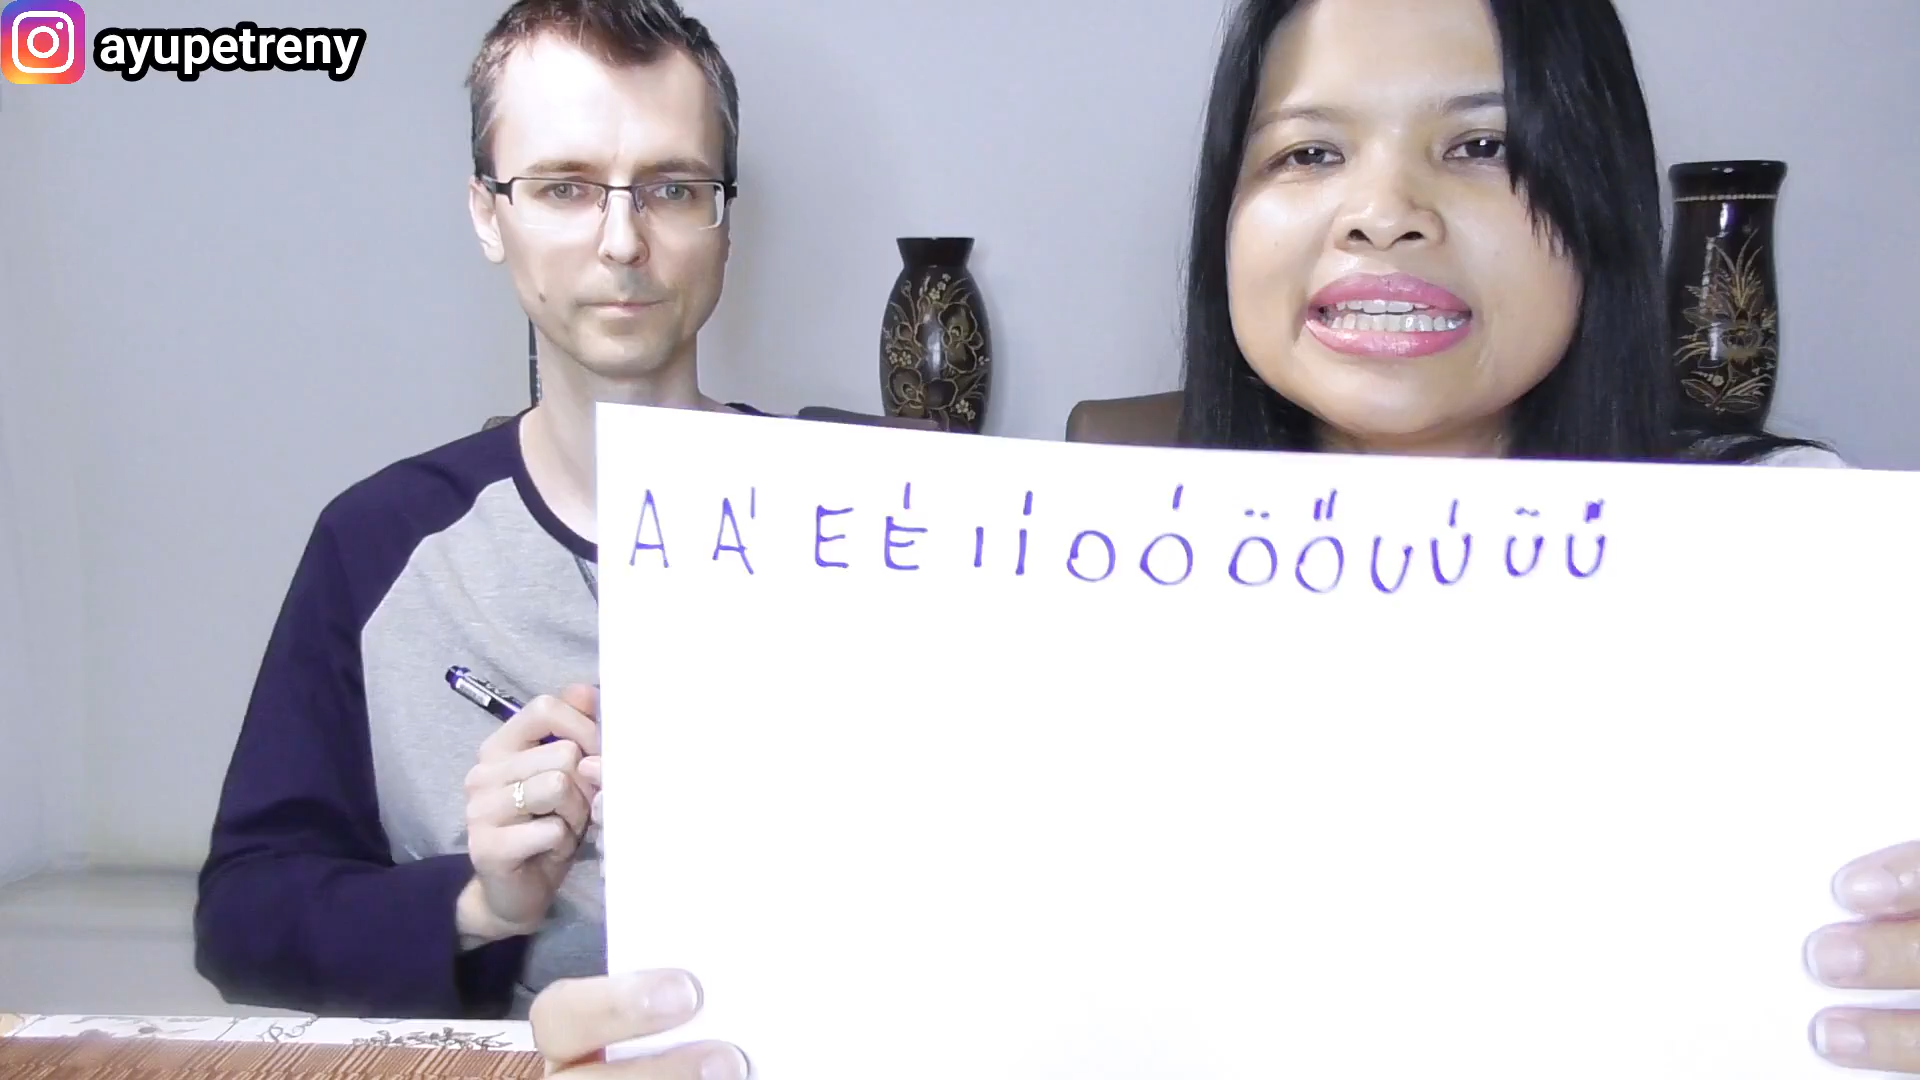 ayupetreny
A Á E É I Í O Ó Ö Ő U Ú Ü Ű